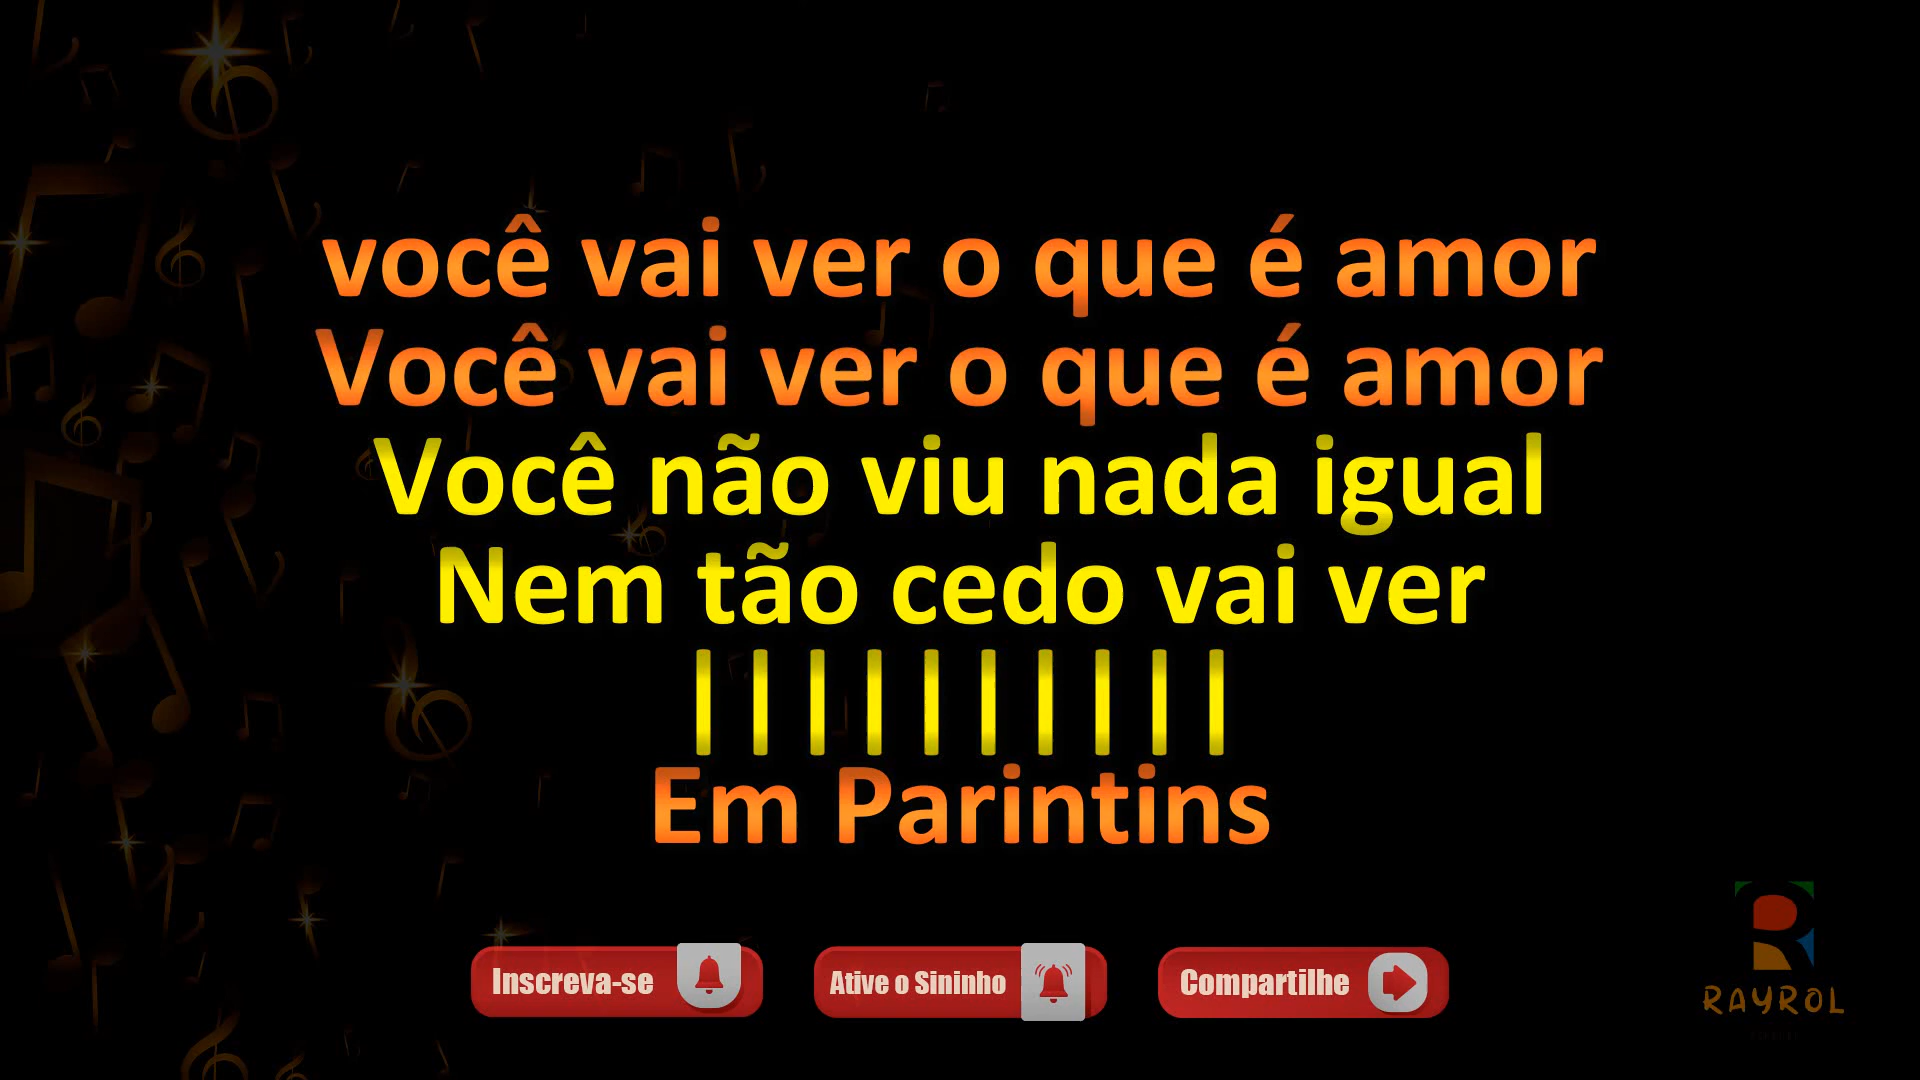 você vai ver o que é amor
Você vai ver o que é amor
Você não viu nada igual
Nem tão cedo vai ver
| | | | | | | | | |
Em Parintins
Inscreva-se
Ative o Sininho
Compartilhe
RAYROL